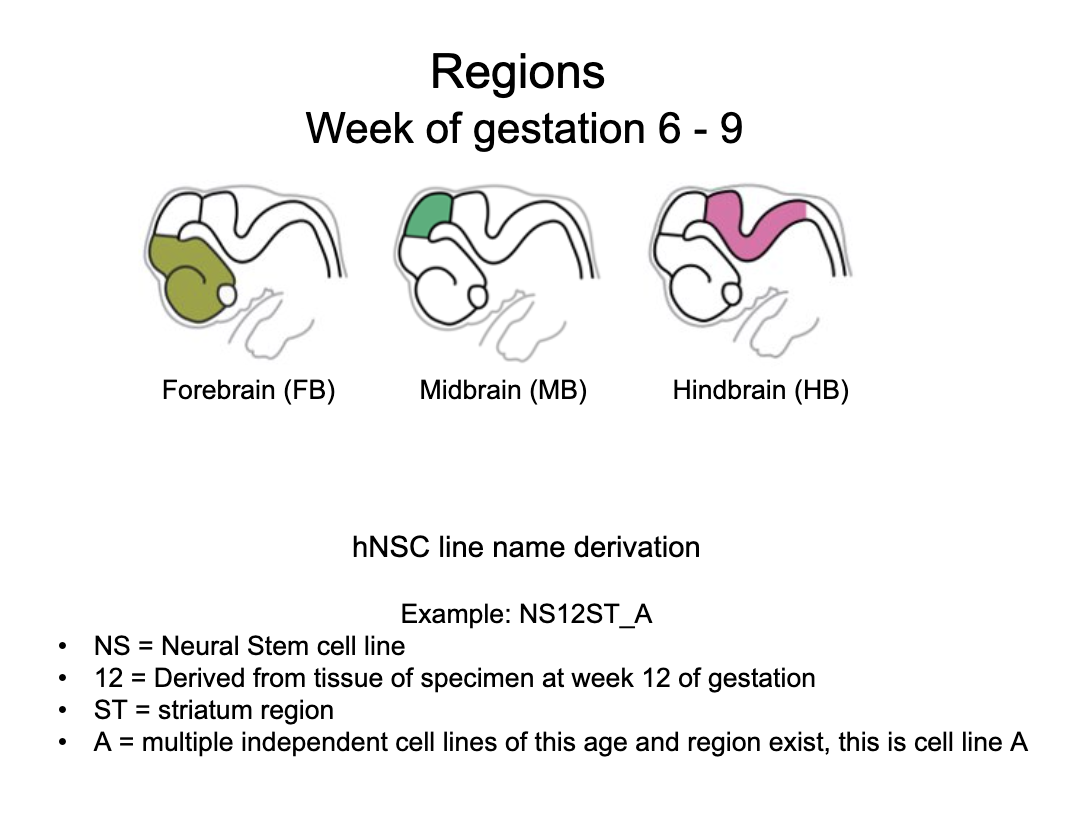 Regions
Week of gestation 6 - 9
Forebrain (FB)
Midbrain (MB)
Hindbrain (HB)
hNSC line name derivation
Example: NS12ST_A
• NS = Neural Stem cell line
• 12 = Derived from tissue of specimen at week 12 of gestation
• ST = striatum region
• A = multiple independent cell lines of this age and region exist, this is cell line A